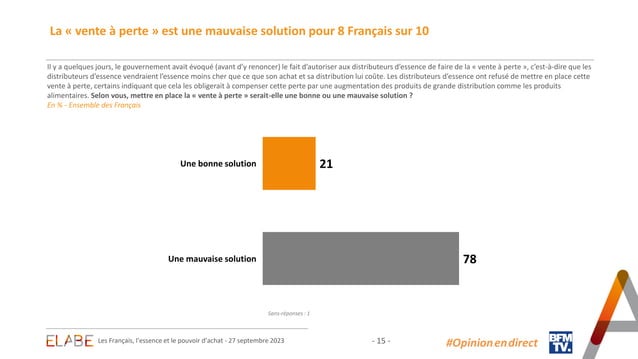 La « vente à perte » est une mauvaise solution pour 8 Français sur 10
Il y a quelques jours, le gouvernement avait évoqué (avant d'y renoncer) le fait d'autoriser aux distributeurs d'essence de faire de la « vente à perte », c'est-à-dire que les
distributeurs d'essence vendraient l'essence moins cher que ce que son achat et sa distribution lui coûte. Les distributeurs d'essence ont refusé de mettre en place cette
vente à perte, certains indiquant que cela les obligerait à compenser cette perte par une augmentation des produits de grande distribution comme les produits
alimentaires. Selon vous, mettre en place la « vente à perte » serait-elle une bonne ou une mauvaise solution ?
En % - Ensemble des Français
Une bonne solution 21
Une mauvaise solution 78
Sans réponses : 1
ELABE Les Français, l'essence et le pouvoir d'achat - 27 septembre 2023 - 15 - #Opinionendirect BFM
TV.